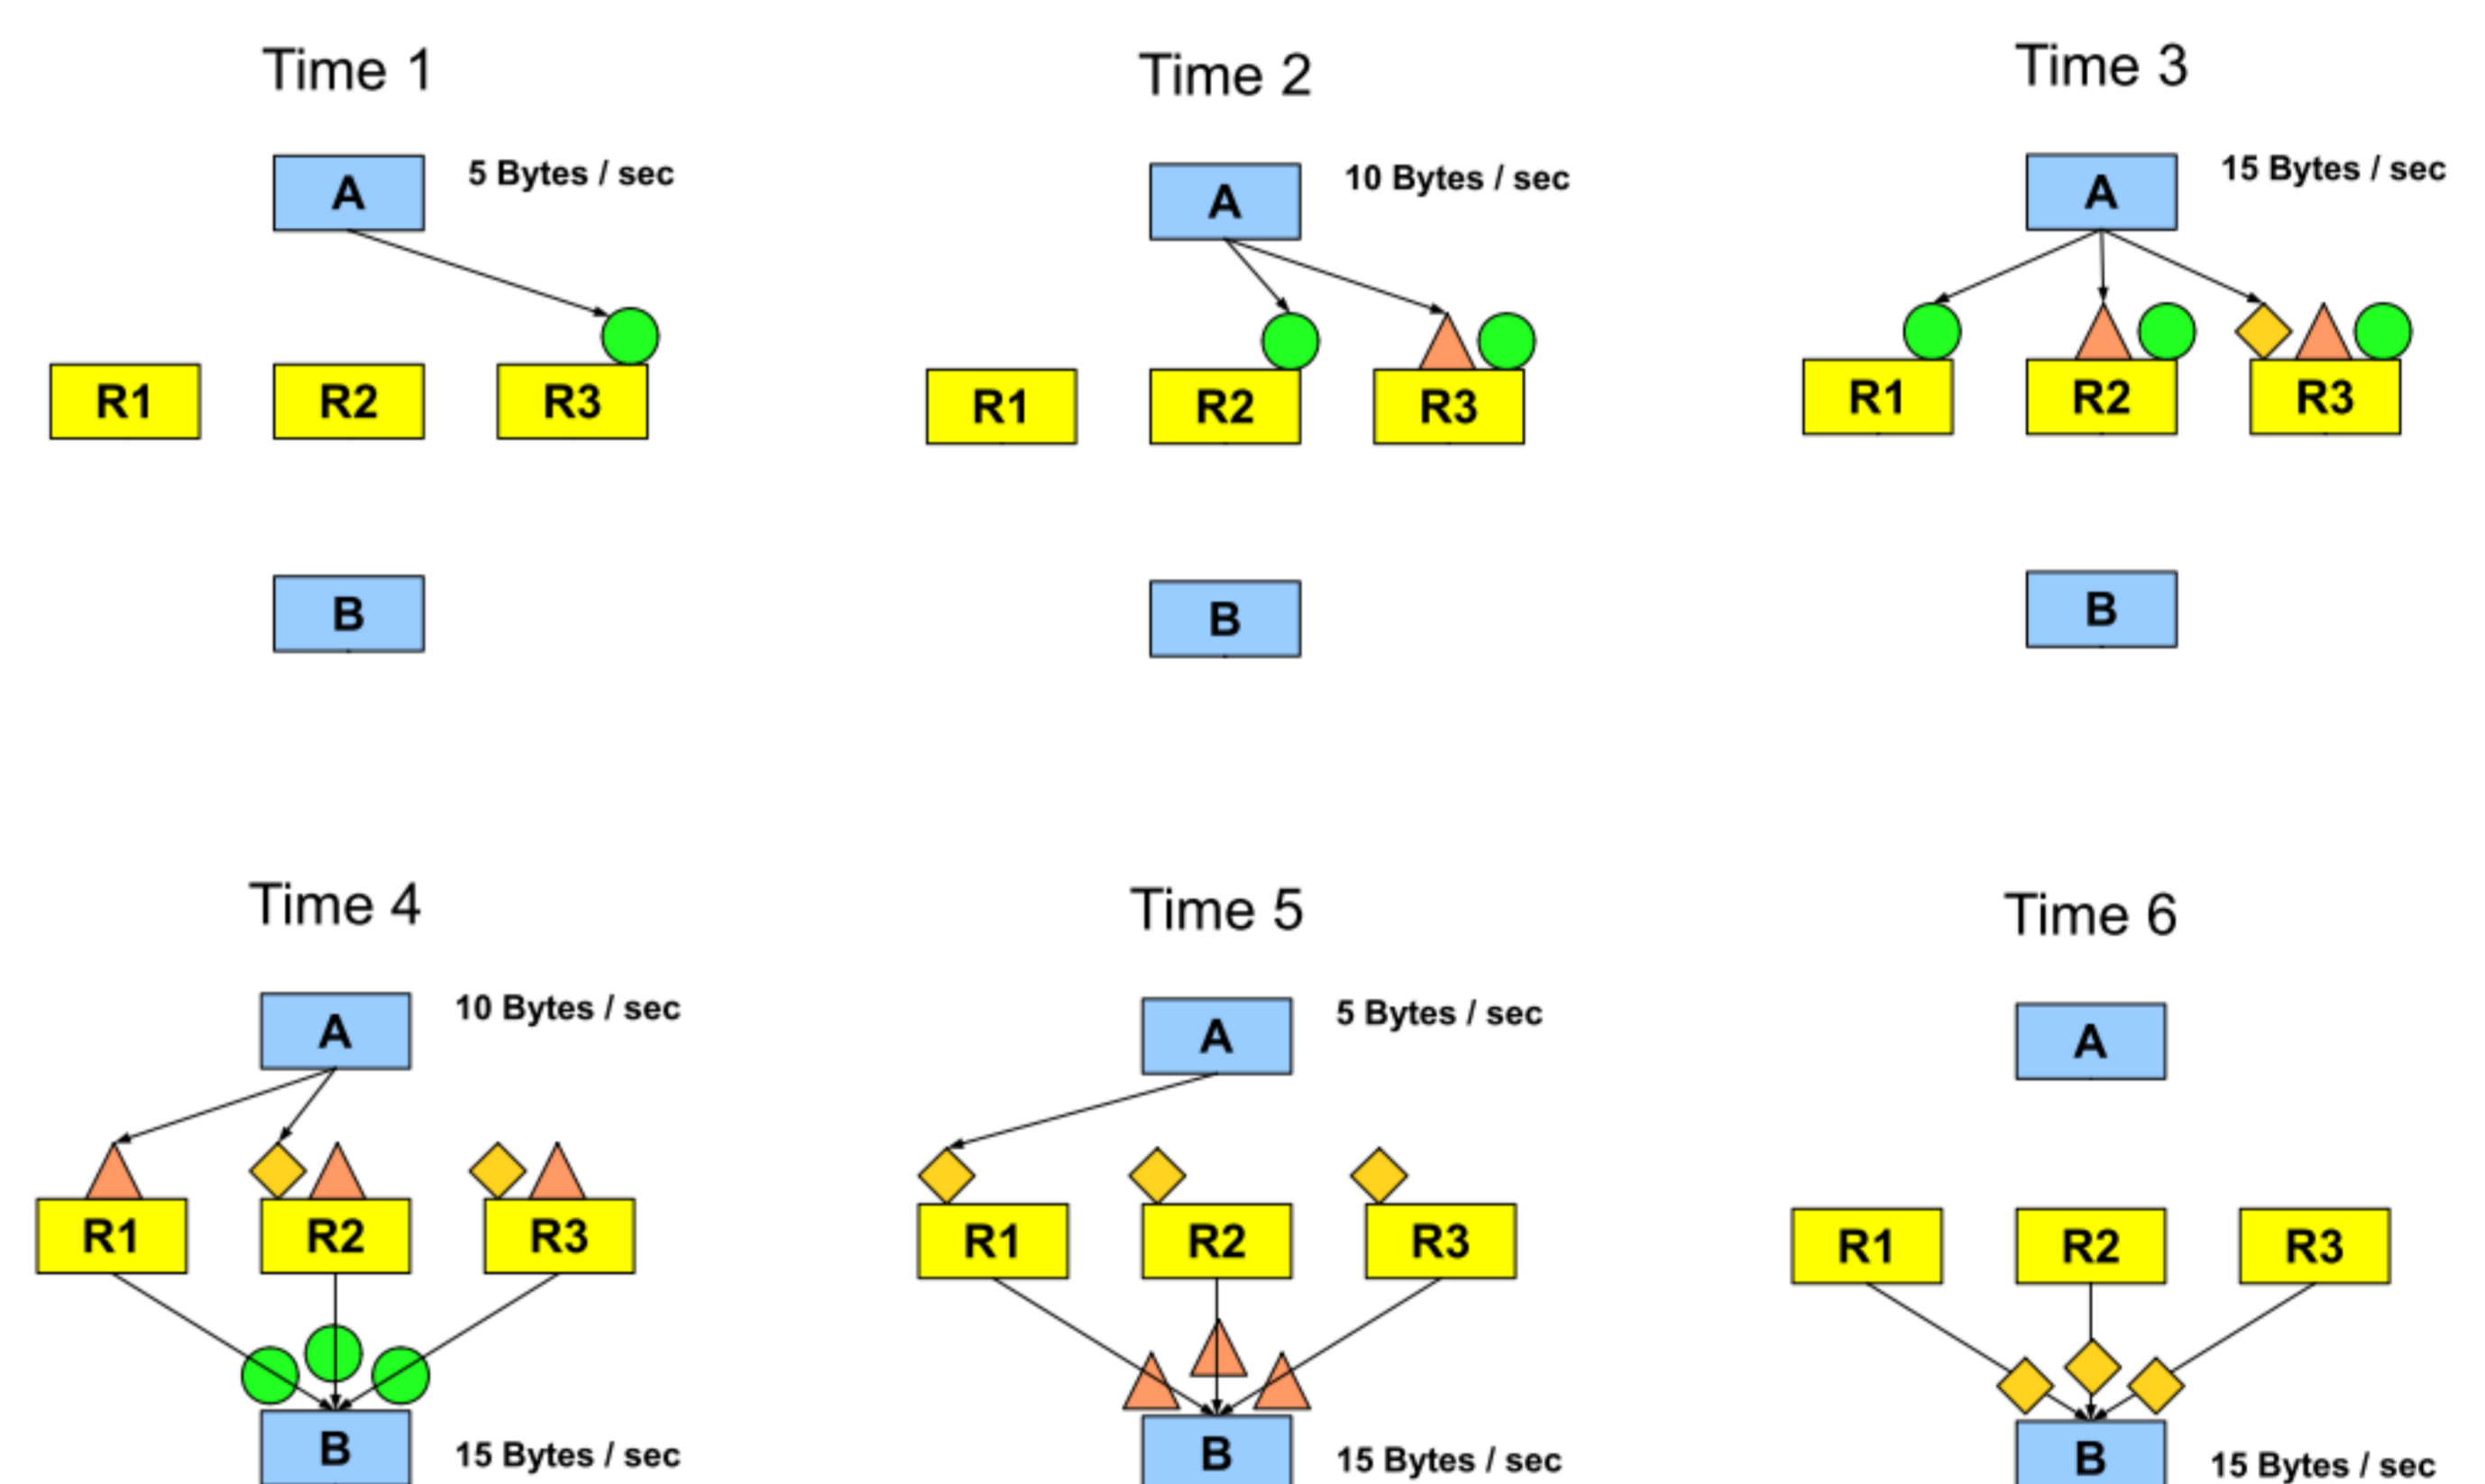 Time 1
A
5 Bytes / sec
R1
R2
R3
B
Time 2
A
10 Bytes / sec
R1
R2
R3
B
Time 3
A
15 Bytes / sec
R1
R2
R3
B
Time 4
A
10 Bytes / sec
R1
R2
R3
B
15 Bytes / sec
Time 5
A
5 Bytes / sec
R1
R2
R3
B
15 Bytes / sec
Time 6
A
R1
R2
R3
B
15 Bytes / sec